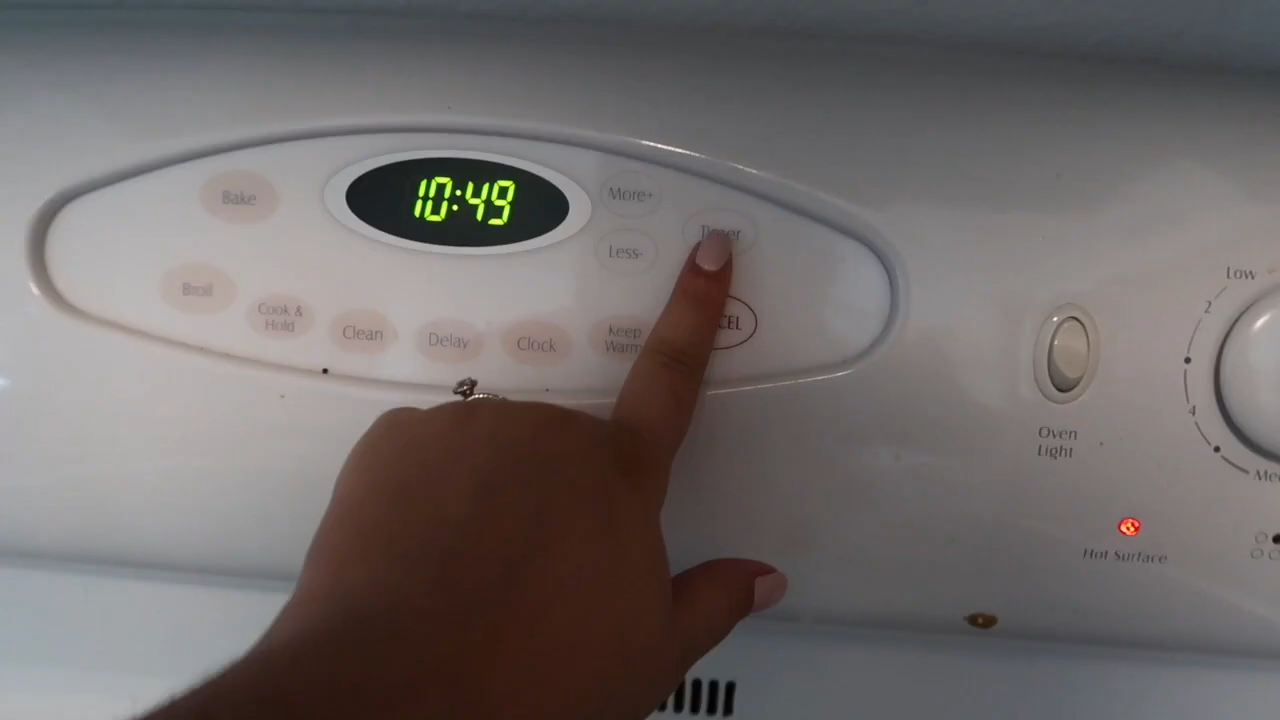 Bake
10:49
More+
Less-
Timer
Broil
Cook &
Hold
Clean
Delay
Clock
Keep
Warm
Oven
Light
Hot Surface
Low
2
4